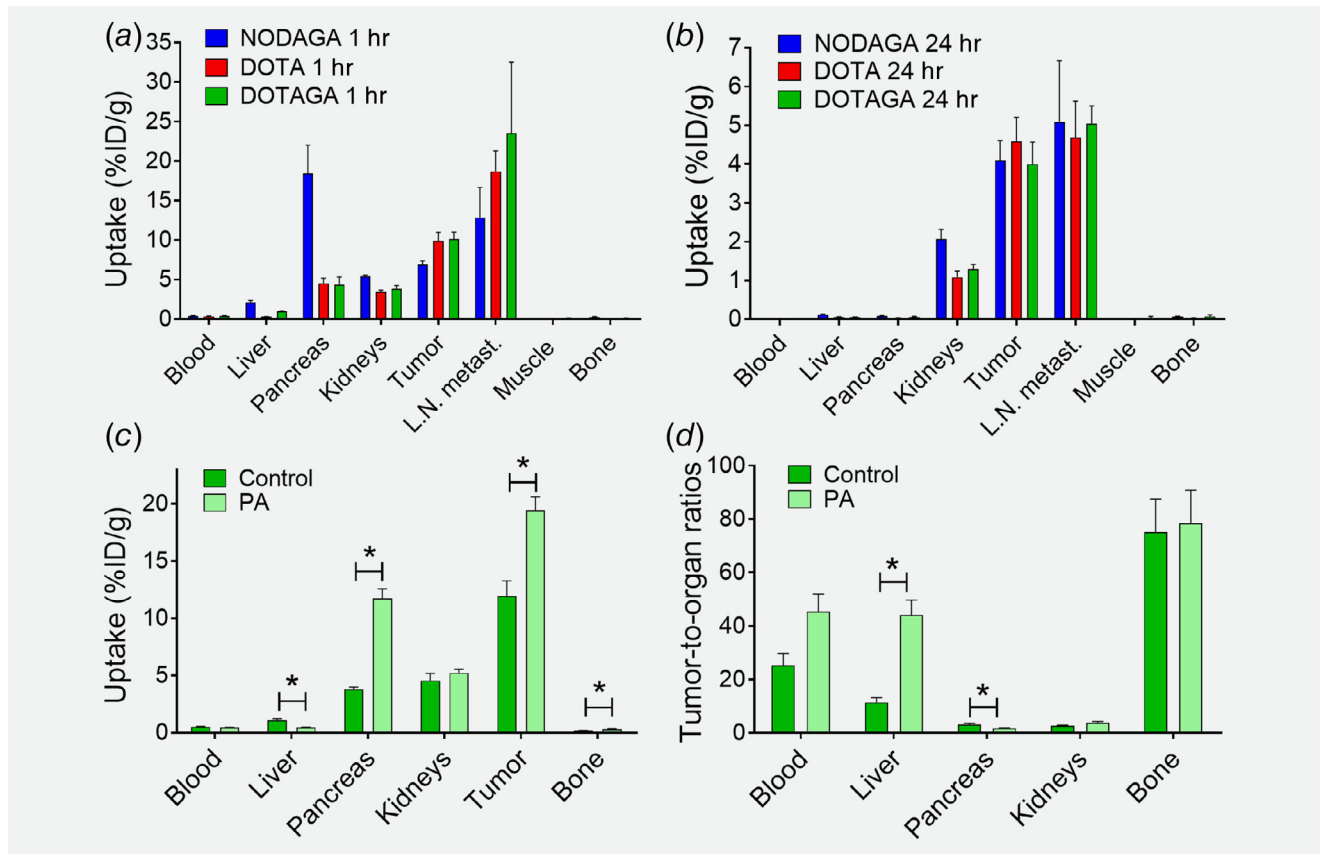 (a)
35
30
25
20
15
10
5
0
Uptake (%ID/g)
NODAGA 1 hr
DOTA 1 hr
DOTAGA 1 hr
Blood
Liver
Pancreas
Kidneys
Tumor
L.N. metast.
Muscle
Bone
(b)
7
6
5
4
3
2
1
0
Uptake (%ID/g)
NODAGA 24 hr
DOTA 24 hr
DOTAGA 24 hr
Blood
Liver
Pancreas
Kidneys
Tumor
L.N. metast.
Muscle
Bone
(c)
20
15
10
5
0
Uptake (%ID/g)
Control
PA
*
*
*
*
Blood
Liver
Pancreas
Kidneys
Tumor
Bone
(d)
100
80
60
40
20
0
Tumor-to-organ ratios
Control
PA
*
*
Blood
Liver
Pancreas
Kidneys
Bone